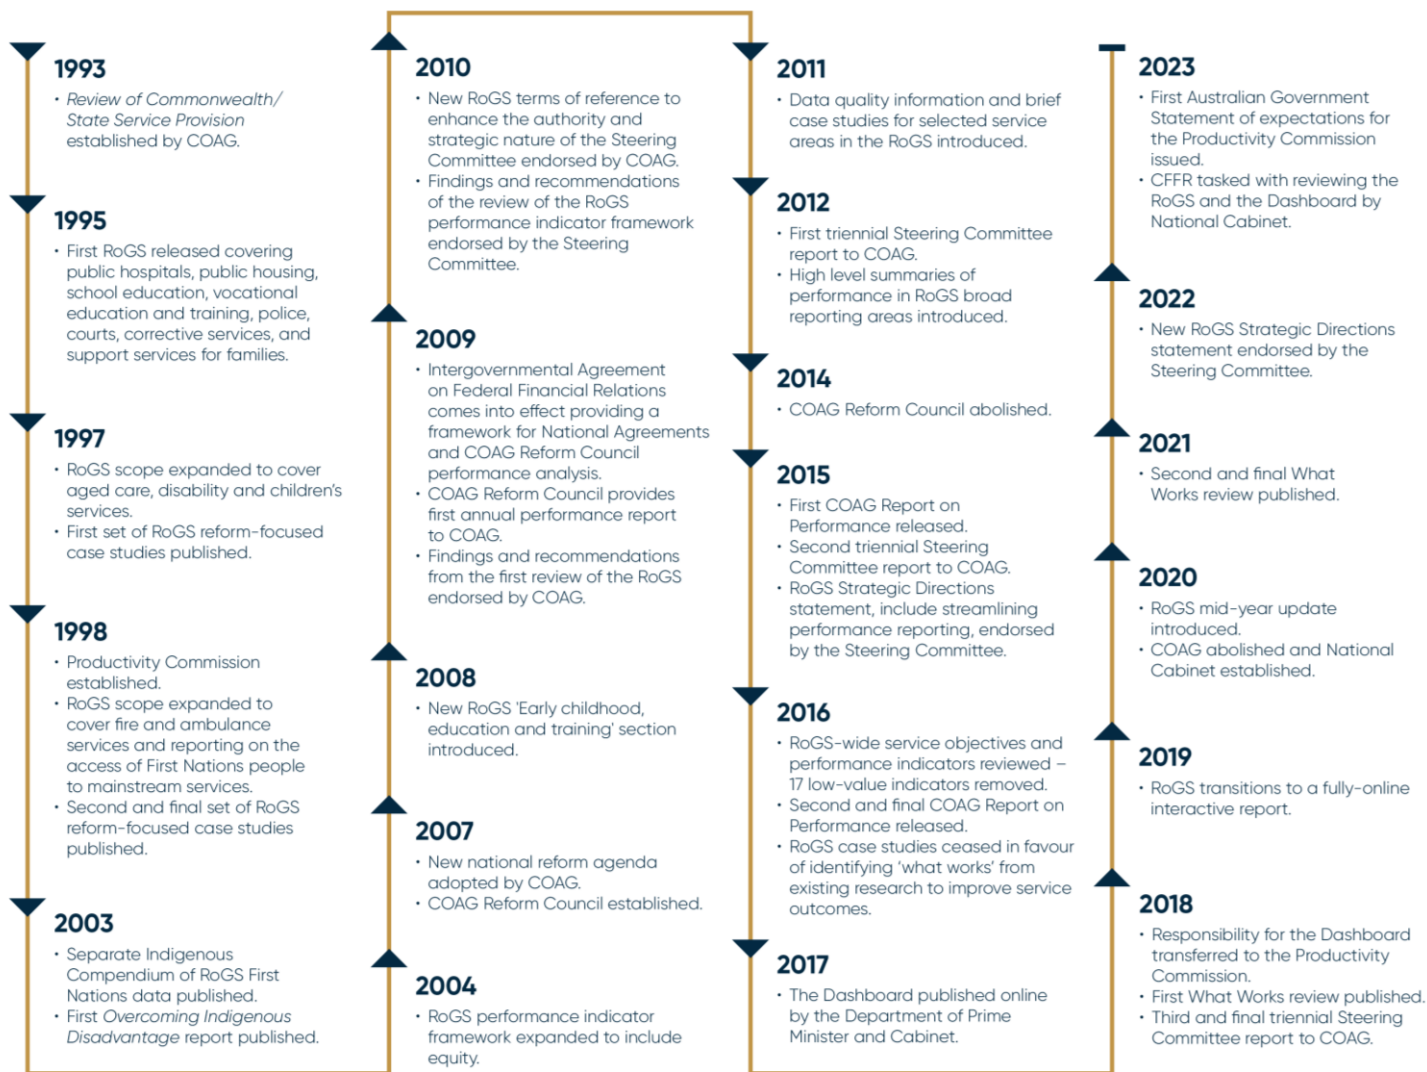 1993
• Review of Commonwealth/
State Service Provision
established by COAG.
1995
• First RoGS released covering
public hospitals, public housing,
school education, vocational
education and training, police,
courts, corrective services, and
support services for families.
1997
• RoGS scope expanded to cover
aged care, disability and children's
services.
• First set of RoGS reform-focused
case studies published.
1998
• Productivity Commission
established.
• RoGS scope expanded to
cover fire and ambulance
services and reporting on the
access of First Nations people
to mainstream services.
• Second and final set of RoGS
reform-focused case studies
published.
2003
• Separate Indigenous
Compendium of RoGS First
Nations data published.
• First Overcoming Indigenous
Disadvantage report published.
2004
• RoGS performance indicator
framework expanded to include
equity.
2007
• New national reform agenda
adopted by COAG.
• COAG Reform Council established.
2008
• New RoGS 'Early childhood,
education and training' section
introduced.
2009
• Intergovernmental Agreement
on Federal Financial Relations
comes into effect providing a
framework for National Agreements
and COAG Reform Council
performance analysis.
• COAG Reform Council provides
first annual performance report
to COAG.
• Findings and recommendations
from the first review of the RoGS
endorsed by COAG.
2010
• New RoGS terms of reference to
enhance the authority and
strategic nature of the Steering
Committee endorsed by COAG.
• Findings and recommendations
of the review of the RoGS
performance indicator framework
endorsed by the Steering
Committee.
2011
• Data quality information and brief
case studies for selected service
areas in the RoGS introduced.
2012
• First triennial Steering Committee
report to COAG.
• High level summaries of
performance in RoGS broad
reporting areas introduced.
2014
• COAG Reform Council abolished.
2015
• First COAG Report on
Performance released.
• Second triennial Steering
Committee report to COAG.
• RoGS Strategic Directions
statement, include streamlining
performance reporting, endorsed
by the Steering Committee.
2016
• RoGS-wide service objectives and
performance indicators reviewed –
17 low-value indicators removed.
• Second and final COAG Report on
Performance released.
• RoGS case studies ceased in favour
of identifying 'what works' from
existing research to improve service
outcomes.
2017
• The Dashboard published online
by the Department of Prime
Minister and Cabinet.
2018
• Responsibility for the Dashboard
transferred to the Productivity
Commission.
• First What Works review published.
• Third and final triennial Steering
Committee report to COAG.
2019
• RoGS transitions to a fully-online
interactive report.
2020
• RoGS mid-year update
introduced.
• COAG abolished and National
Cabinet established.
2021
• Second and final What
Works review published.
2022
• New RoGS Strategic Directions
statement endorsed by the
Steering Committee.
2023
• First Australian Government
Statement of expectations for
the Productivity Commission
issued.
• CFFR tasked with reviewing the
RoGS and the Dashboard by
National Cabinet.